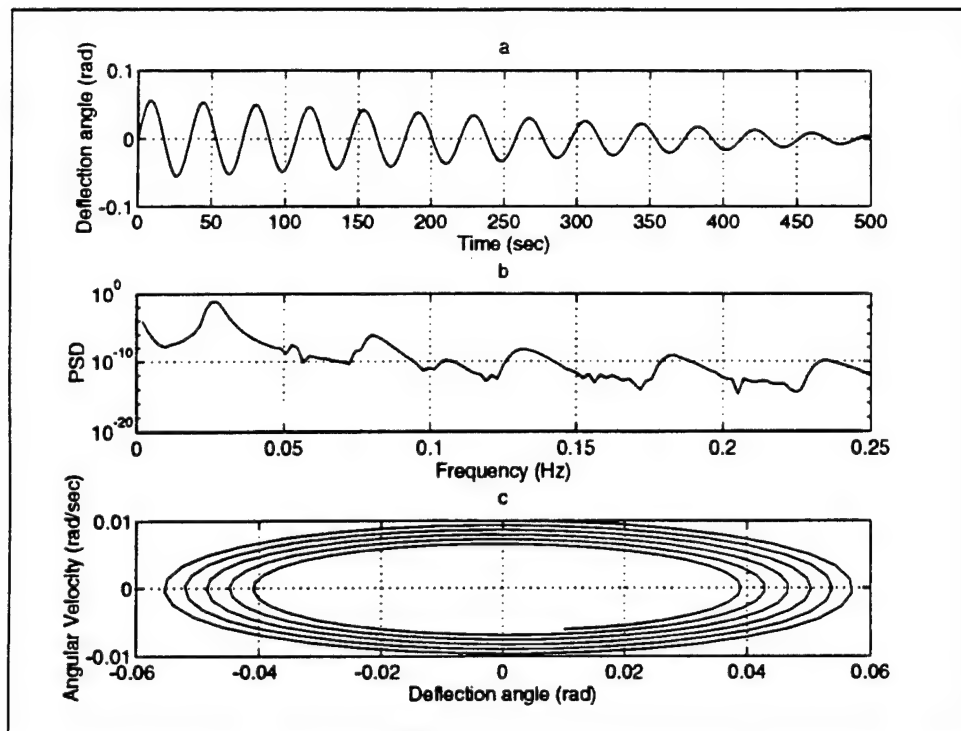 a
Deflection angle (rad)
0.1
0
-0.1
0 50 100 150 200 250 300 350 400 450 500
Time (sec)
b
PSD
10^0
10^-10
10^-20
0 0.05 0.1 0.15 0.2 0.25
Frequency (Hz)
c
Angular Velocity (rad/sec)
0.01
0
-0.01
-0.06 -0.04 -0.02 0 0.02 0.04 0.06
Deflection angle (rad)